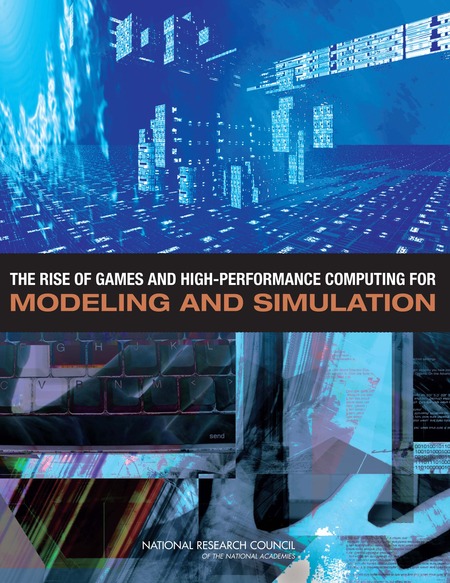 THE RISE OF GAMES AND HIGH-PERFORMANCE COMPUTING FOR
MODELING AND SIMULATION
G H J K L
C V B N M
send
NATIONAL RESEARCH COUNCIL
OF THE NATIONAL ACADEMIES